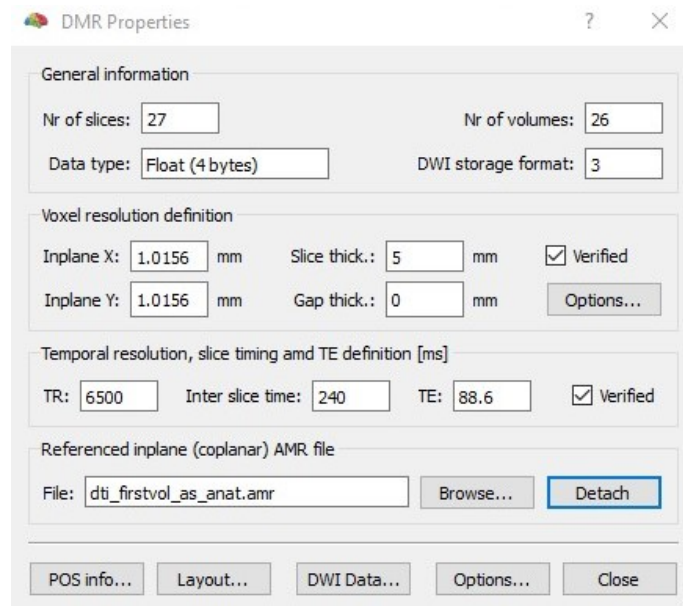 DMR Properties
General information
Nr of slices: 27 Nr of volumes: 26
Data type: Float (4 bytes) DWI storage format: 3
Voxel resolution definition
Inplane X: 1.0156 mm Slice thick.: 5 mm Verified
Inplane Y: 1.0156 mm Gap thick.: 0 mm Options...
Temporal resolution, slice timing amd TE definition [ms]
TR: 6500 Inter slice time: 240 TE: 88.6 Verified
Referenced inplane (coplanar) AMR file
File: dti_firstvol_as_anat.amr Browse... Detach
POS info... Layout... DWI Data... Options... Close